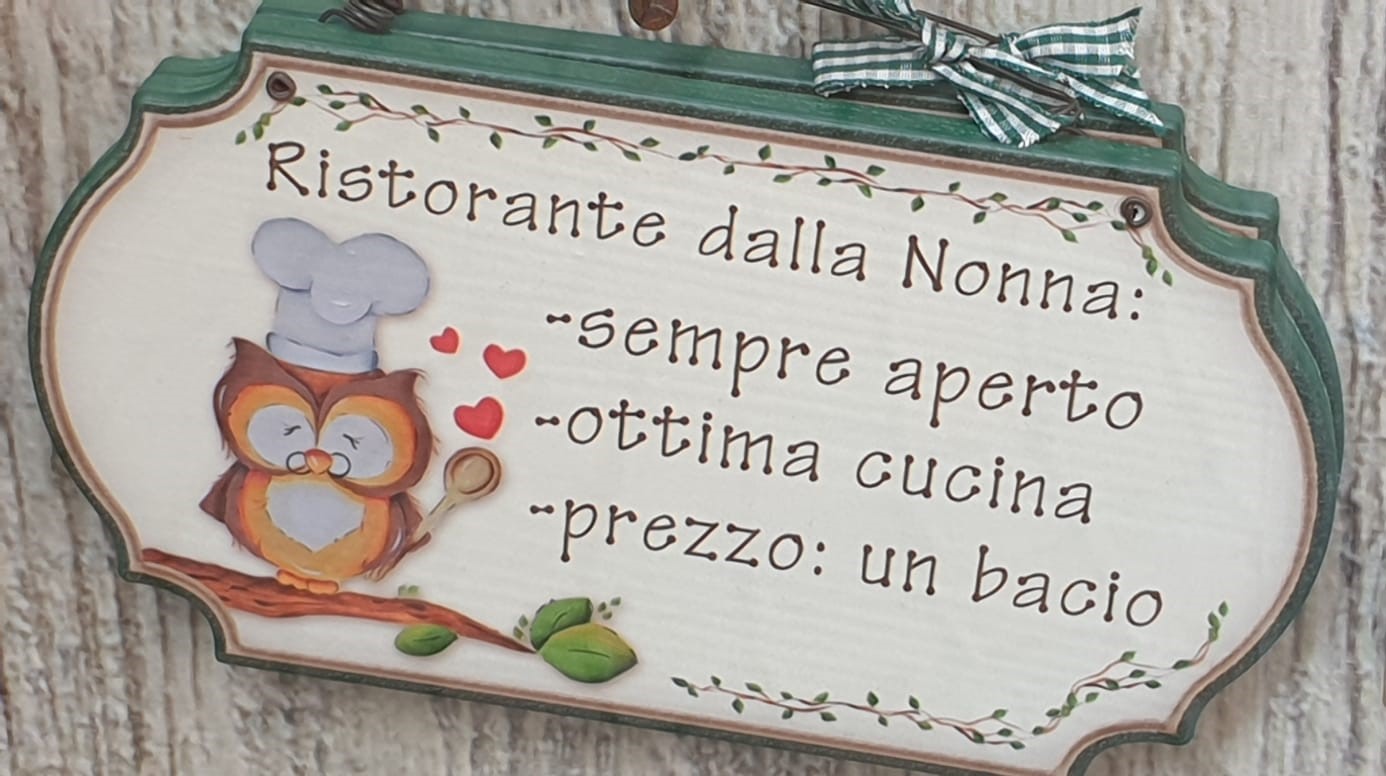 Ristorante dalla Nonna:
-sempre aperto
-ottima cucina
-prezzo: un bacio